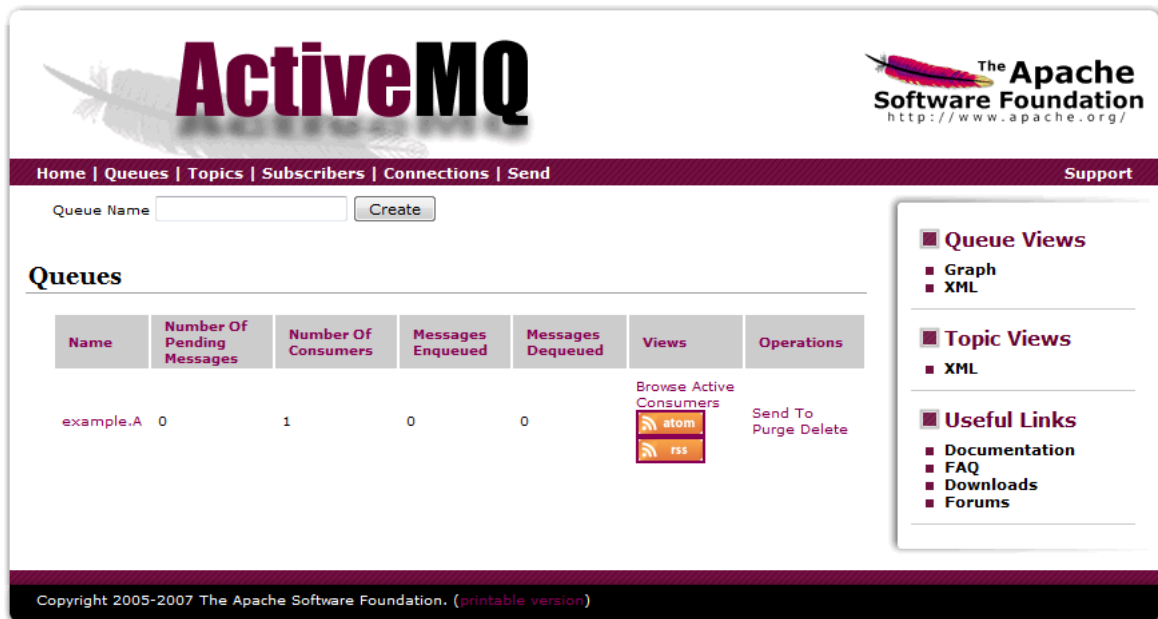 ActiveMQ
The Apache
Software Foundation
http://www.apache.org/
Home | Queues | Topics | Subscribers | Connections | Send
Support
Queue Name
Create
Queues
Name
Number Of
Pending
Messages
Number Of
Consumers
Messages
Enqueued
Messages
Dequeued
Views
Operations
example.A
0
1
0
0
Browse Active
Consumers
atom
rss
Send To
Purge Delete
Queue Views
Graph
XML
Topic Views
XML
Useful Links
Documentation
FAQ
Downloads
Forums
Copyright 2005-2007 The Apache Software Foundation. (printable version)